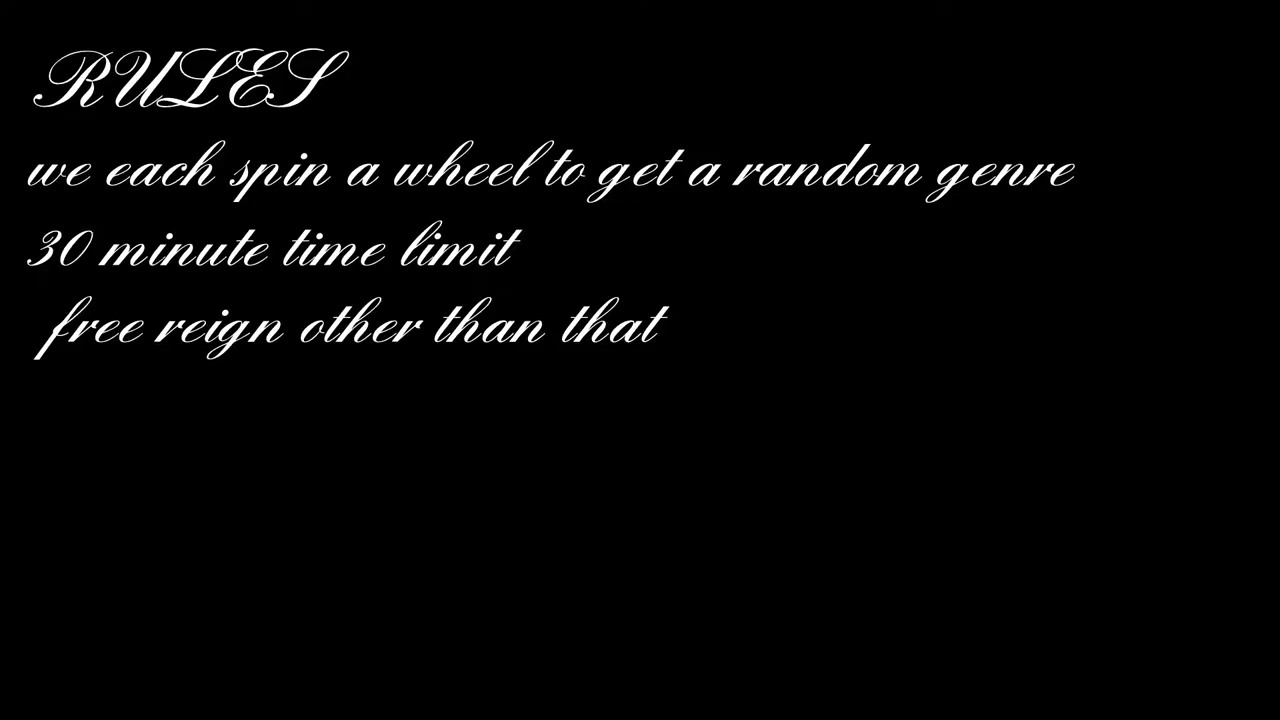 RULES
we each spin a wheel to get a random genre
30 minute time limit
free reign other than that